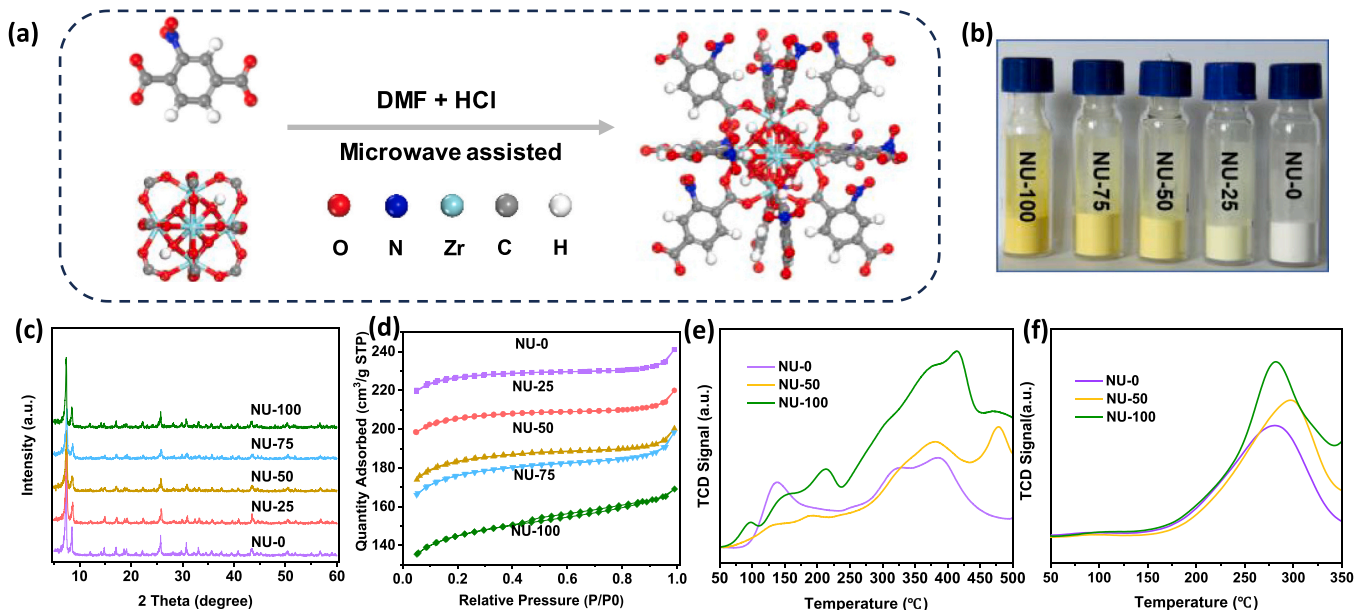 (a)
DMF + HCl
Microwave assisted
O N Zr C H
(b)
NU-100
NU-75
NU-50
NU-25
NU-0
(c)
NU-100
NU-75
NU-50
NU-25
NU-0
Intensity (a.u.)
10 20 30 40 50 60
2 Theta (degree)
(d)
Quantity Adsorbed (cm³/g STP)
240
220
200
180
160
140
NU-0
NU-25
NU-50
NU-75
NU-100
0.0 0.2 0.4 0.6 0.8 1.0
Relative Pressure (P/P0)
(e)
TCD Signal (a.u.)
NU-0
NU-50
NU-100
50 100 150 200 250 300 350 400 450 500
Temperature (℃)
(f)
TCD Signal(a.u.)
NU-0
NU-50
NU-100
50 100 150 200 250 300 350
Temperature (℃)